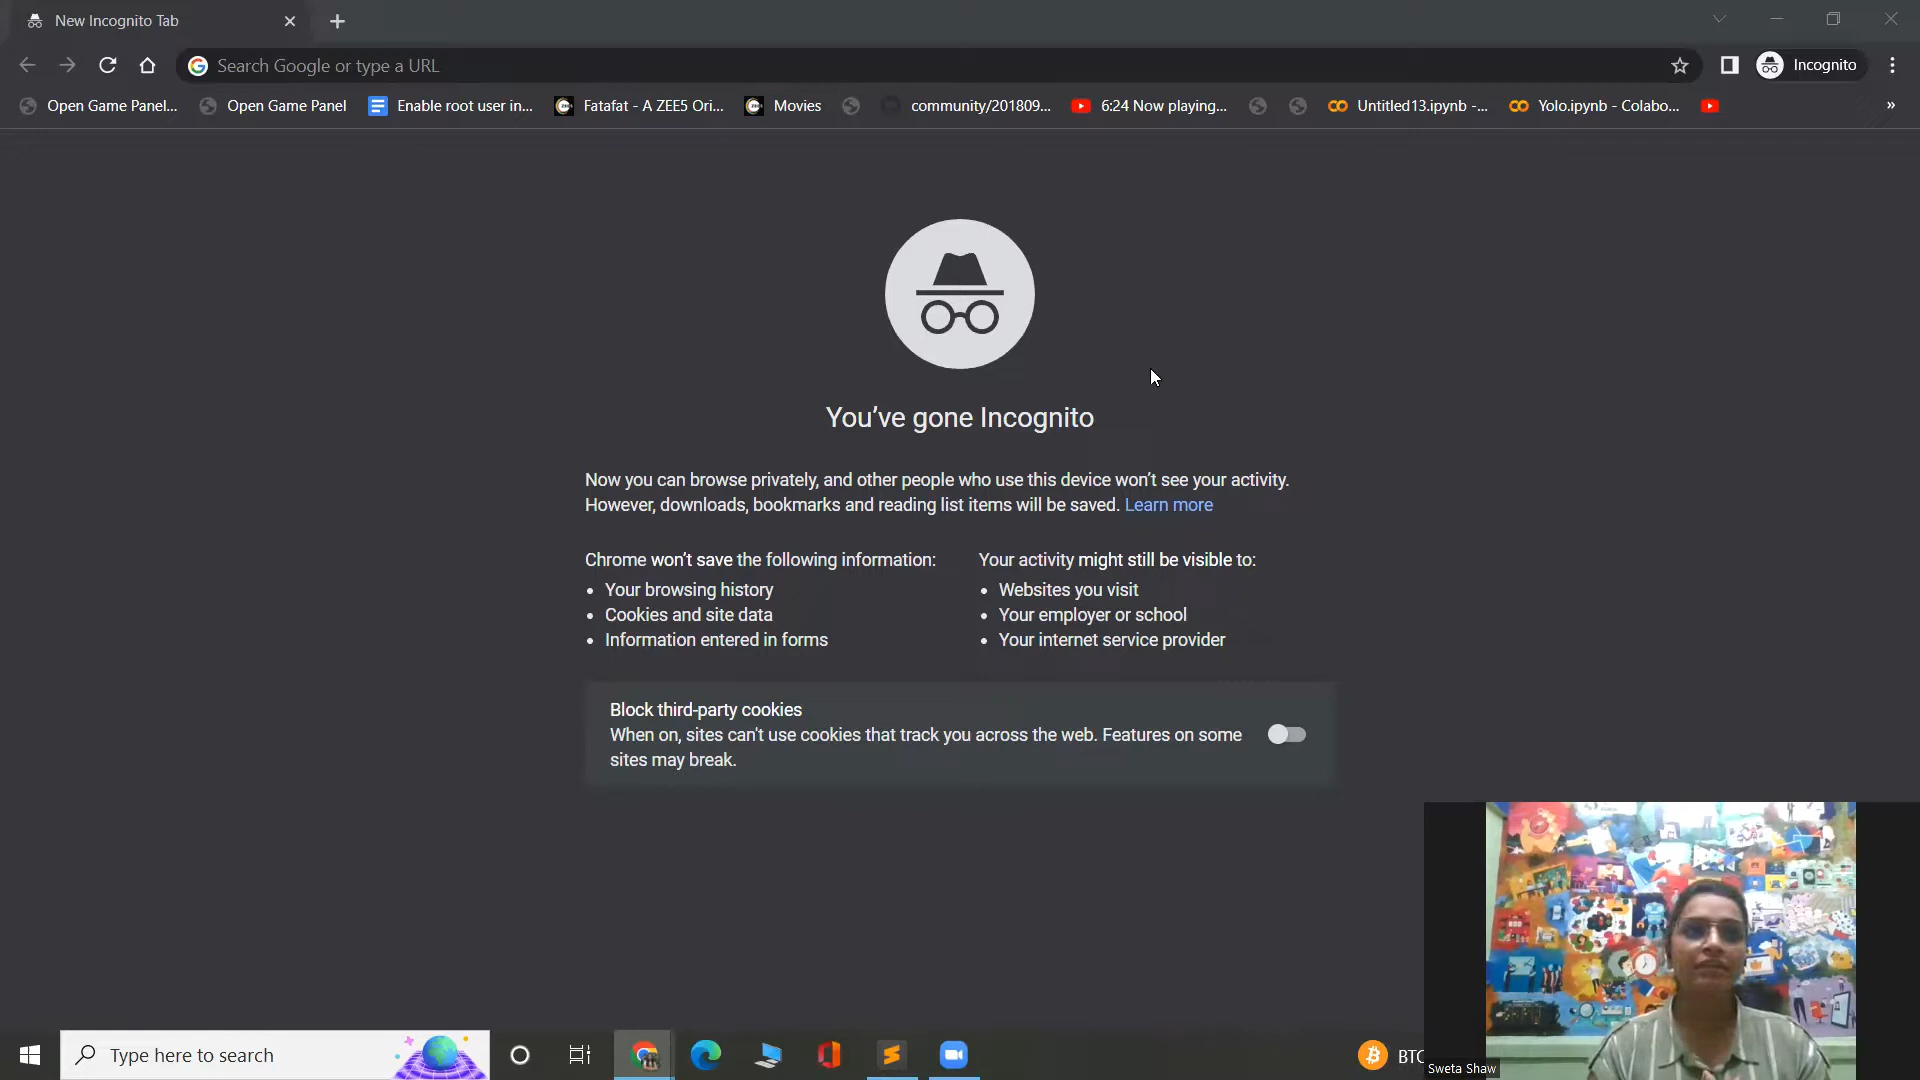 New Incognito Tab
Search Google or type a URL
Incognito
Open Game Panel...
Open Game Panel
Enable root user in...
Fatafat - A ZEE5 Ori...
Movies
community/201809...
6:24 Now playing...
Untitled13.ipynb -...
Yolo.ipynb - Colabo...
»
You've gone Incognito
Now you can browse privately, and other people who use this device won't see your activity.
However, downloads, bookmarks and reading list items will be saved. Learn more
Chrome won't save the following information:
• Your browsing history
• Cookies and site data
• Information entered in forms
Your activity might still be visible to:
• Websites you visit
• Your employer or school
• Your internet service provider
Block third-party cookies
When on, sites can't use cookies that track you across the web. Features on some
sites may break.
Type here to search
BTC
Sweta Shaw